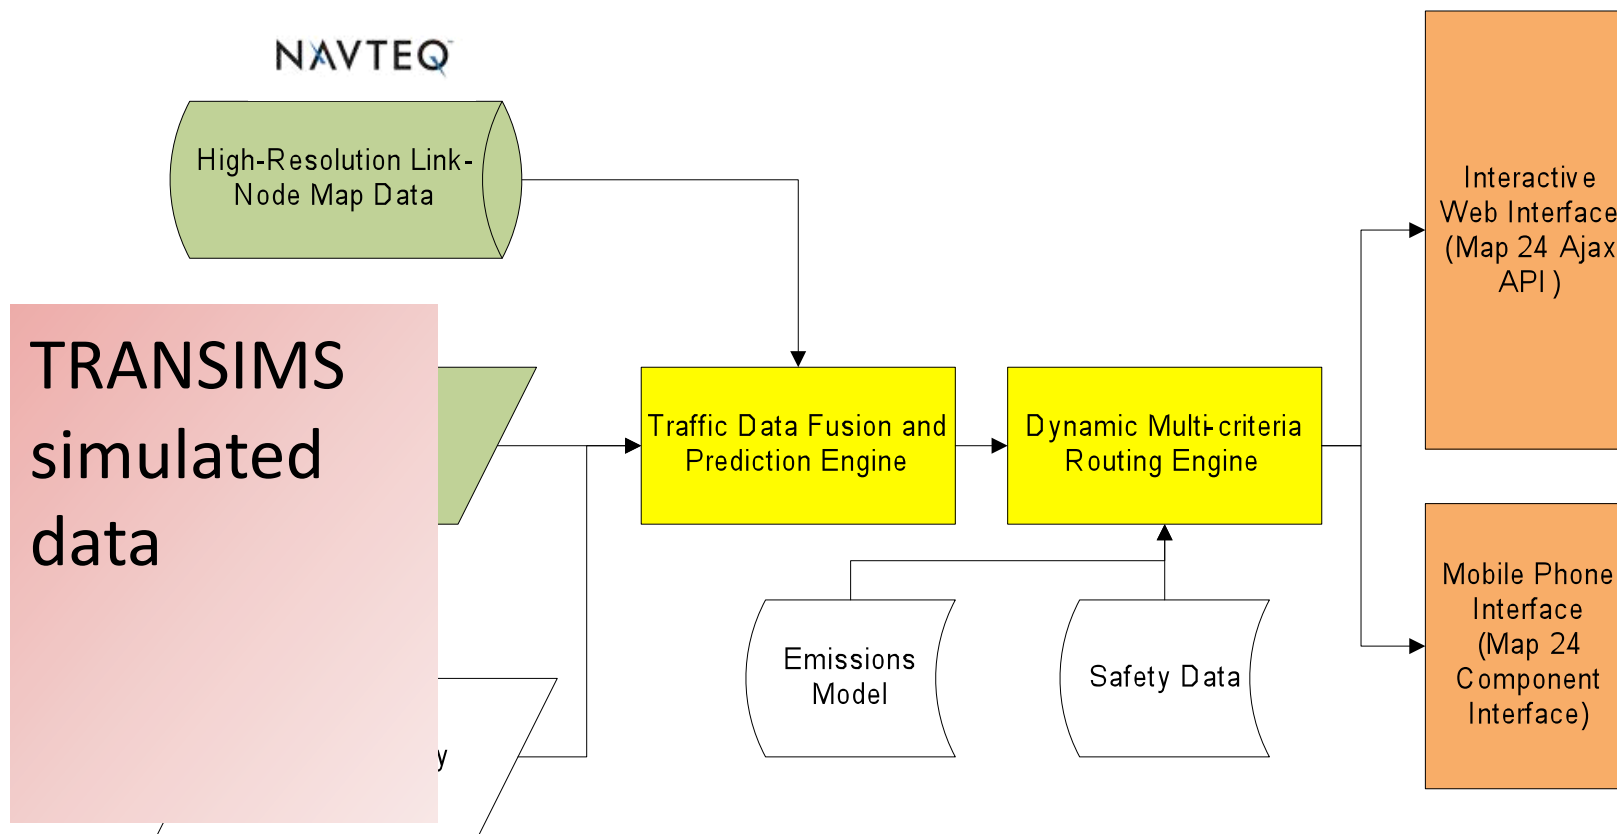 NAVTEQ
High-Resolution Link-
Node Map Data
TRANSIMS
simulated
data
y
Traffic Data Fusion and
Prediction Engine
Dynamic Multi-criteria
Routing Engine
Emissions
Model
Safety Data
Interactive
Web Interface
(Map 24 Ajax
API)
Mobile Phone
Interface
(Map 24
Component
Interface)